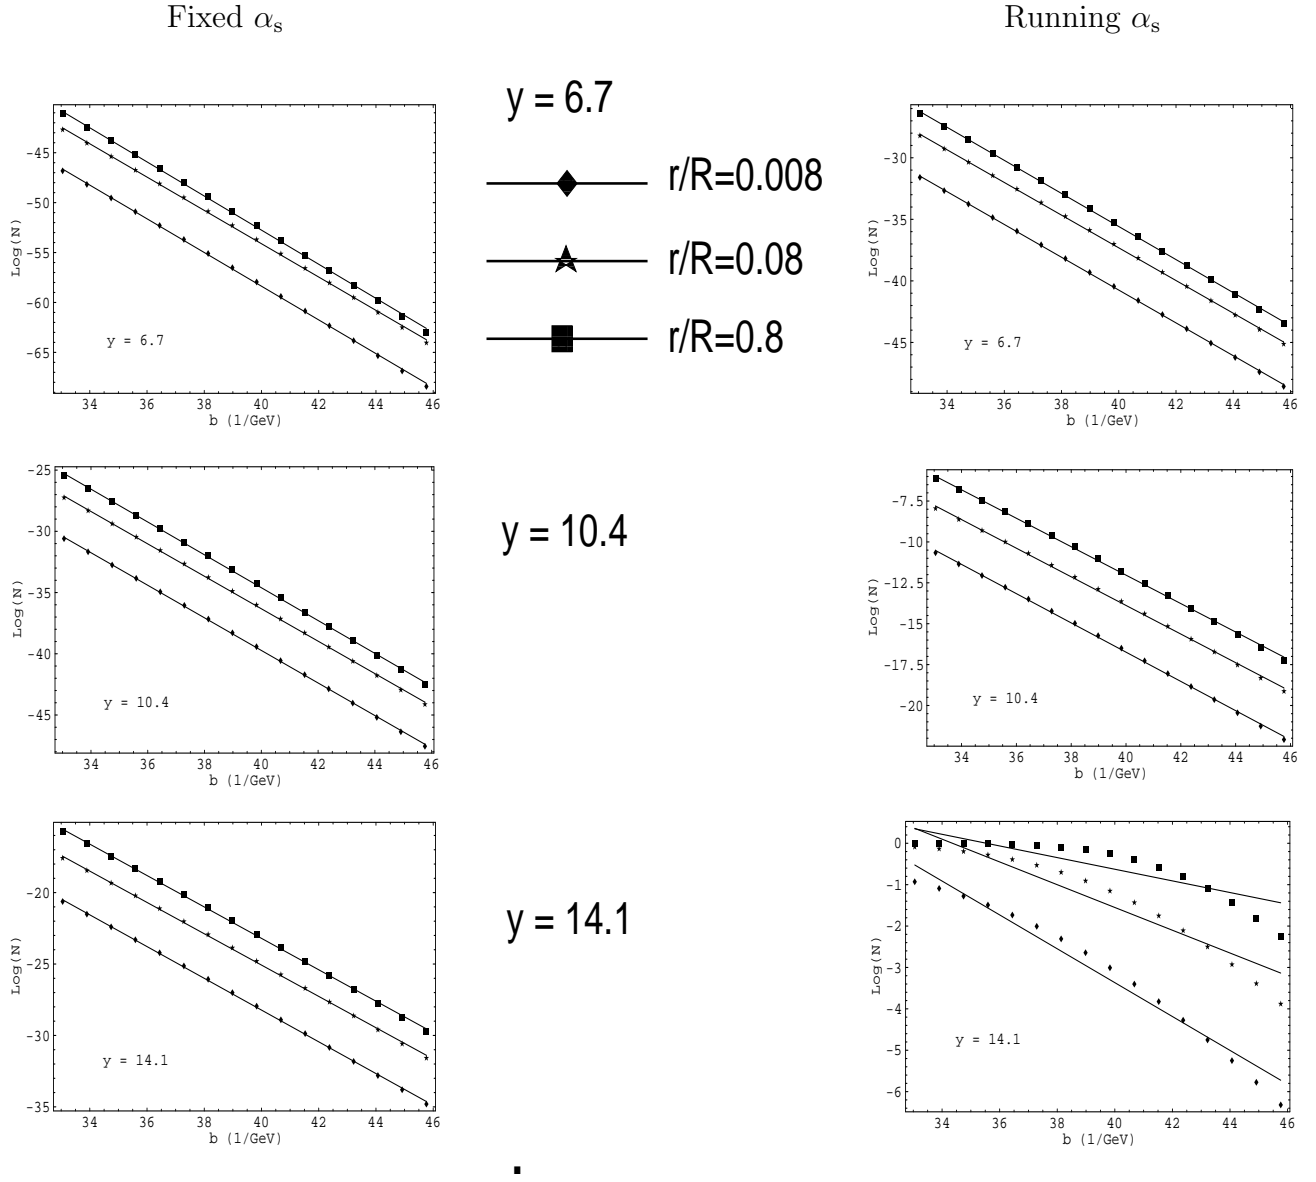 Fixed αs
Running αs
y = 6.7
r/R=0.008
r/R=0.08
r/R=0.8
-45
-50
-55
-60
-65
Log(N)
y = 6.7
34 36 38 40 42 44 46
b (1/GeV)
-30
-35
-40
-45
Log(N)
y = 6.7
34 36 38 40 42 44 46
b (1/GeV)
y = 10.4
-25
-30
-35
-40
-45
Log(N)
y = 10.4
34 36 38 40 42 44 46
b (1/GeV)
-7.5
-10
-12.5
-15
-17.5
-20
Log(N)
y = 10.4
34 36 38 40 42 44 46
b (1/GeV)
y = 14.1
-20
-25
-30
-35
Log(N)
y = 14.1
34 36 38 40 42 44 46
b (1/GeV)
0
-1
-2
-3
-4
-5
-6
Log(N)
y = 14.1
34 36 38 40 42 44 46
b (1/GeV)
.